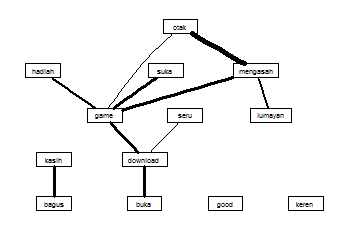 otak
hadiah
suka
mengasah
game
seru
lumayan
kasih
download
bagus
buka
good
keren